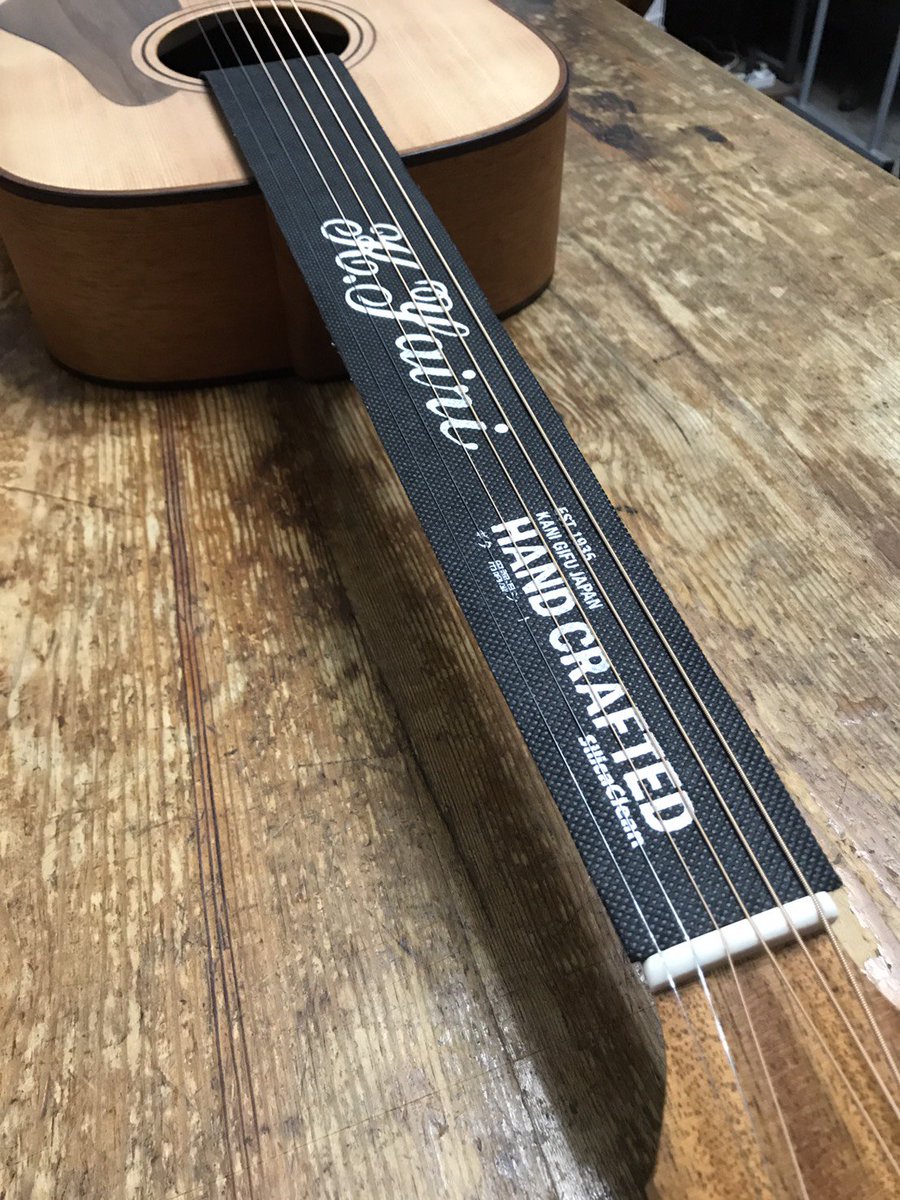 K.Yairi
EST.1935
KANI GIFU JAPAN
HAND CRAFTED
SilicaClean